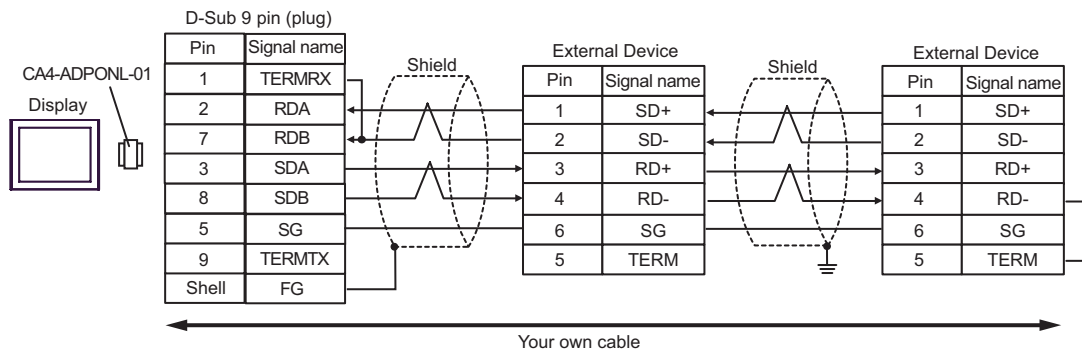 D-Sub 9 pin (plug)
CA4-ADPONL-01
Display
Pin Signal name
1 TERMRX
2 RDA
7 RDB
3 SDA
8 SDB
5 SG
9 TERMTX
Shell FG
Shield
External Device
Pin Signal name
1 SD+
2 SD-
3 RD+
4 RD-
6 SG
5 TERM
Shield
External Device
Pin Signal name
1 SD+
2 SD-
3 RD+
4 RD-
6 SG
5 TERM
Your own cable